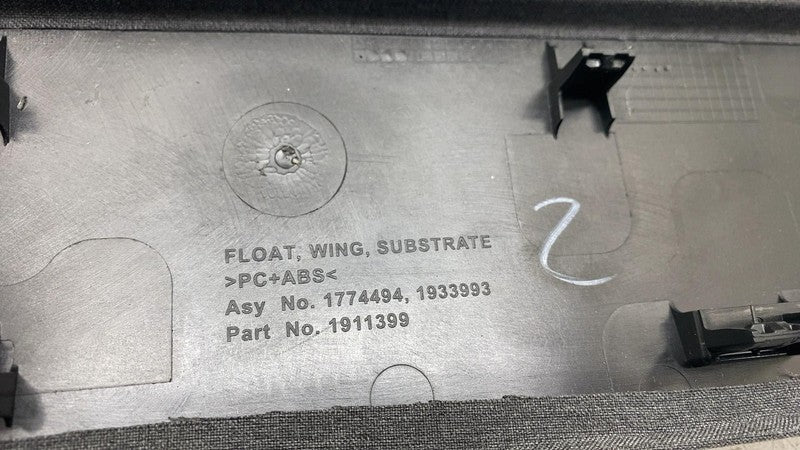 FLOAT, WING, SUBSTRATE
>PC+ABS<
Asy No. 1774494, 1933993
Part No. 1911399
2